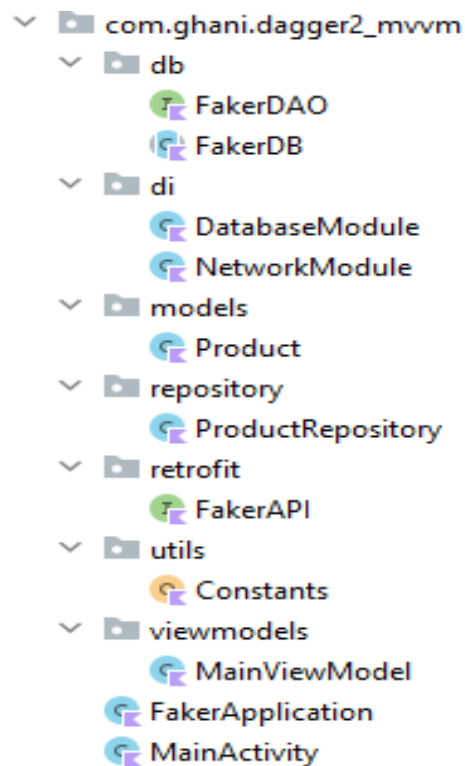 com.ghani.dagger2_mvvm
db
FakerDAO
FakerDB
di
DatabaseModule
NetworkModule
models
Product
repository
ProductRepository
retrofit
FakerAPI
utils
Constants
viewmodels
MainViewModel
FakerApplication
MainActivity